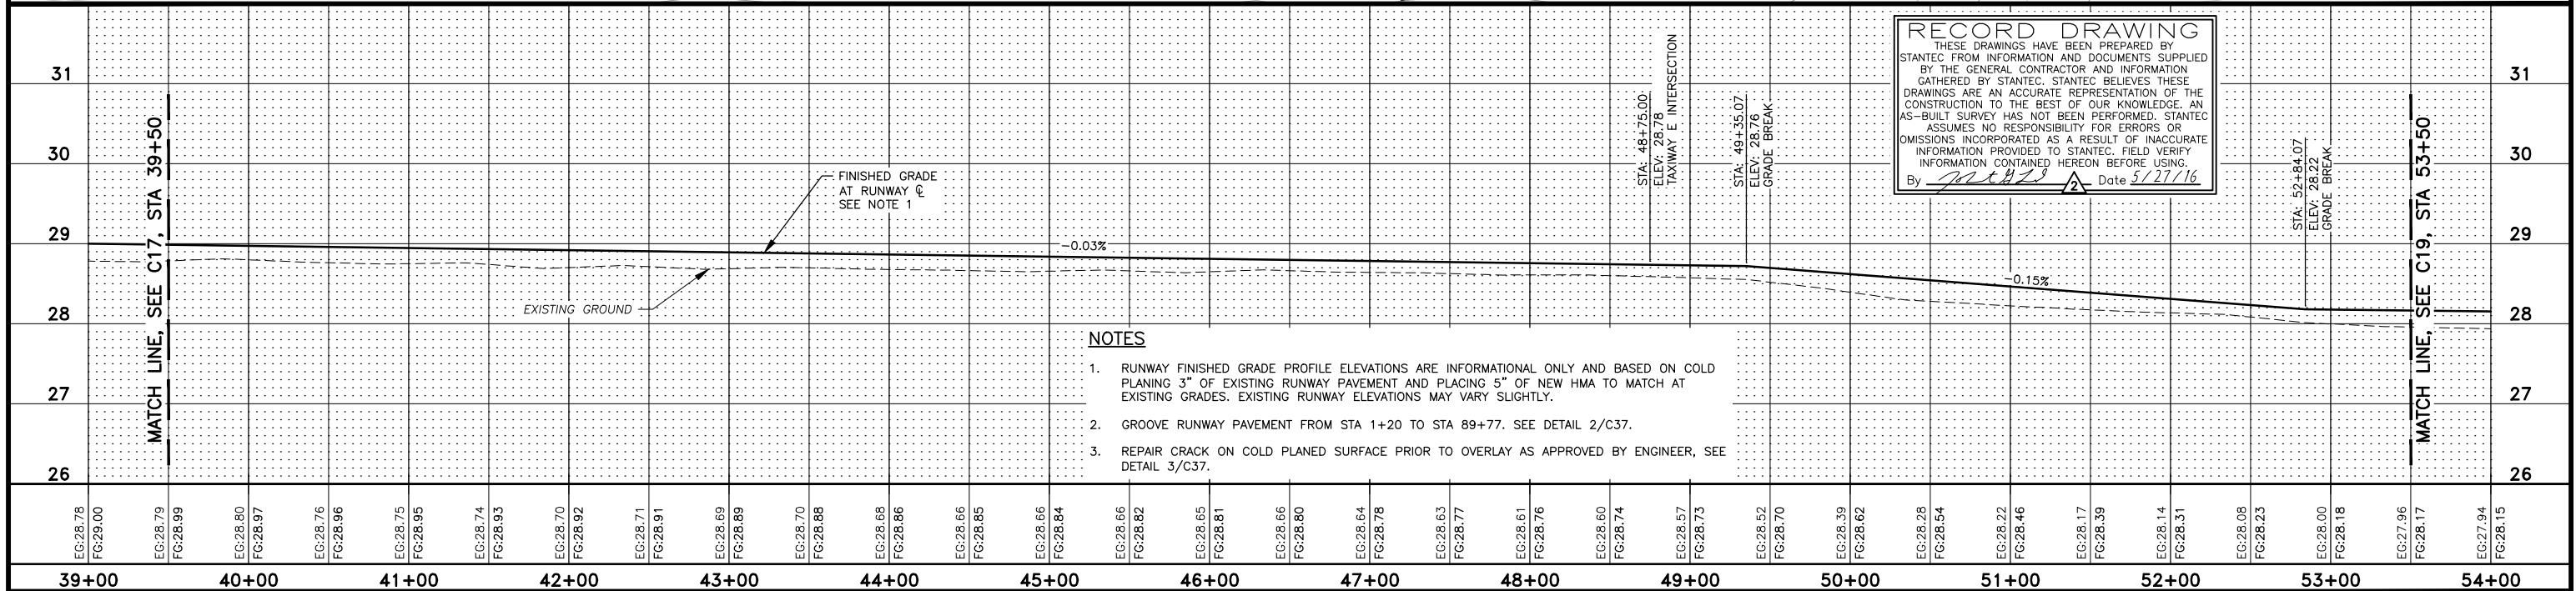 31
30
29
28
27
26
MATCH LINE, SEE C17, STA 39+50
FINISHED GRADE
AT RUNWAY ℄
SEE NOTE 1
EXISTING GROUND
-0.03%
STA: 48+75.00
ELEV: 28.78
TAXIWAY E INTERSECTION
STA: 49+35.07
ELEV: 28.76
GRADE BREAK
-0.15%
RECORD DRAWING
THESE DRAWINGS HAVE BEEN PREPARED BY
STANTEC FROM INFORMATION AND DOCUMENTS SUPPLIED
BY THE GENERAL CONTRACTOR AND INFORMATION
GATHERED BY STANTEC. STANTEC BELIEVES THESE
DRAWINGS ARE AN ACCURATE REPRESENTATION OF THE
CONSTRUCTION TO THE BEST OF OUR KNOWLEDGE. AN
AS-BUILT SURVEY HAS NOT BEEN PERFORMED. STANTEC
ASSUMES NO RESPONSIBILITY FOR ERRORS OR
OMISSIONS INCORPORATED AS A RESULT OF INACCURATE
INFORMATION PROVIDED TO STANTEC. FIELD VERIFY
INFORMATION CONTAINED HEREON BEFORE USING.
By 2 Date 5/27/16
STA: 52+84.07
ELEV: 28.22
GRADE BREAK
MATCH LINE, SEE C19, STA 53+50
31
30
29
28
27
26
NOTES
1. RUNWAY FINISHED GRADE PROFILE ELEVATIONS ARE INFORMATIONAL ONLY AND BASED ON COLD
PLANING 3" OF EXISTING RUNWAY PAVEMENT AND PLACING 5" OF NEW HMA TO MATCH AT
EXISTING GRADES. EXISTING RUNWAY ELEVATIONS MAY VARY SLIGHTLY.
2. GROOVE RUNWAY PAVEMENT FROM STA 1+20 TO STA 89+77. SEE DETAIL 2/C37.
3. REPAIR CRACK ON COLD PLANED SURFACE PRIOR TO OVERLAY AS APPROVED BY ENGINEER, SEE
DETAIL 3/C37.
EG:28.78
FG:29.00
EG:28.79
FG:28.99
EG:28.80
FG:28.97
EG:28.76
FG:28.96
EG:28.75
FG:28.95
EG:28.74
FG:28.93
EG:28.70
FG:28.92
EG:28.71
FG:28.91
EG:28.69
FG:28.89
EG:28.70
FG:28.88
EG:28.68
FG:28.86
EG:28.66
FG:28.85
EG:28.66
FG:28.84
EG:28.66
FG:28.82
EG:28.65
FG:28.81
EG:28.66
FG:28.80
EG:28.64
FG:28.78
EG:28.63
FG:28.77
EG:28.61
FG:28.76
EG:28.60
FG:28.74
EG:28.57
FG:28.73
EG:28.52
FG:28.70
EG:28.39
FG:28.62
EG:28.28
FG:28.54
EG:28.22
FG:28.46
EG:28.17
FG:28.39
EG:28.14
FG:28.31
EG:28.08
FG:28.23
EG:28.00
FG:28.18
EG:27.96
FG:28.17
EG:27.94
FG:28.15
39+00 40+00 41+00 42+00 43+00 44+00 45+00 46+00 47+00 48+00 49+00 50+00 51+00 52+00 53+00 54+00